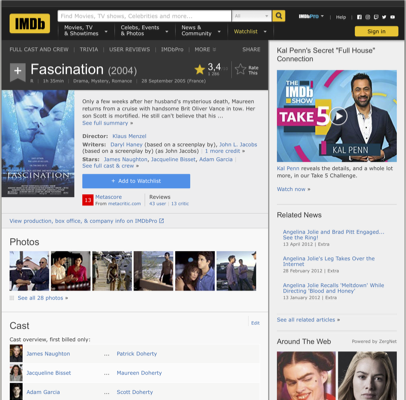 IMDb
Find Movies, TV shows, Celebrities and more...
All
IMDbPro
Help
Movies, TV & Showtimes
Celebs, Events & Photos
News & Community
Watchlist
Sign in
FULL CAST AND CREW | TRIVIA | USER REVIEWS | IMDbPro | MORE
SHARE
Fascination (2004)
3,4
Rate This
1h 35min | Drama, Mystery, Romance | 28 September 2005 (France)
FASCINATION
Only a few weeks after her husband's mysterious death, Maureen
returns from a cruise with handsome Brit Oliver Vance in tow. Her
son Scott is mortified. He still can't believe that his ...
See full summary »
Director: Klaus Menzel
Writers: Daryl Haney (based on a screenplay by), John L. Jacobs
(based on a screenplay by) (as John Jacobs) | 1 more credit »
Stars: James Naughton, Jacqueline Bisset, Adam Garcia |
See full cast & crew »
+ Add to Watchlist
13
Metascore
From metacritic.com
Reviews
43 user | 13 critic
View production, box office, & company info on IMDbPro
Photos
See all 28 photos »
Cast
Edit
Cast overview, first billed only:
James Naughton ... Patrick Doherty
Jacqueline Bisset ... Maureen Doherty
Adam Garcia ... Scott Doherty
Kal Penn's Secret "Full House"
Connection
THE IMDb SHOW
TAKE 5
KAL PENN
Kal Penn reveals the details, and a whole lot
more, in our Take 5 Challenge.
Watch now »
Related News
Angelina Jolie and Brad Pitt Engaged...
See the Ring!
13 April 2012 | Extra
Angelina Jolie's Leg Takes Over the
Internet
28 February 2012 | Extra
Angelina Jolie Recalls 'Meltdown' While
Directing 'Blood and Honey'
13 January 2012 | Extra
See all related articles »
Around The Web
Powered by ZergNet